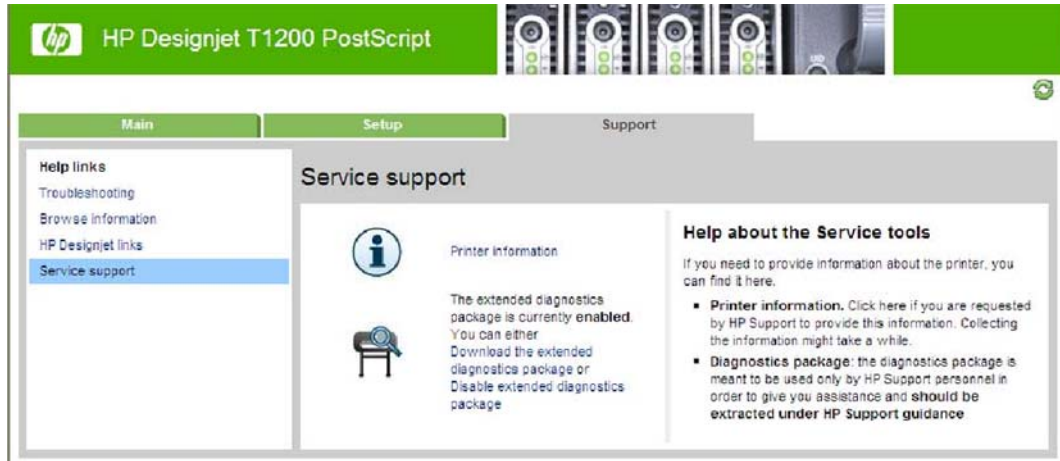 hp
HP Designjet T1200 PostScript
UID
Main
Setup
Support
Help links
Troubleshooting
Browse information
HP Designjet links
Service support
Service support
Printer information
The extended diagnostics
package is currently enabled.
You can either
Download the extended
diagnostics package or
Disable extended diagnostics
package
Help about the Service tools
If you need to provide information about the printer, you
can find it here.
▪ Printer information. Click here if you are requested
by HP Support to provide this information. Collecting
the information might take a while.
▪ Diagnostics package: the diagnostics package is
meant to be used only by HP Support personnel in
order to give you assistance and should be
extracted under HP Support guidance